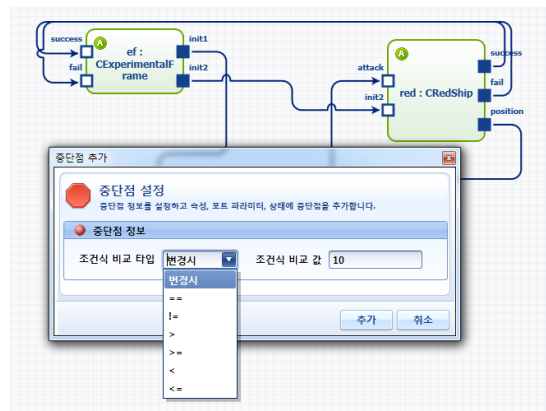 success
A
ef :
CExperimentalF
rame
fail
init1
init2
A
red : CRedShip
attack
init2
success
fail
position
중단점 추가
중단점 설정
중단점 정보를 설정하고 속성, 포트 파라미터, 상태에 중단점을 추가합니다.
중단점 정보
조건식 비교 타입 변경시 조건식 비교 값 10
변경시
==
!=
>
>=
<
<=
추가 취소